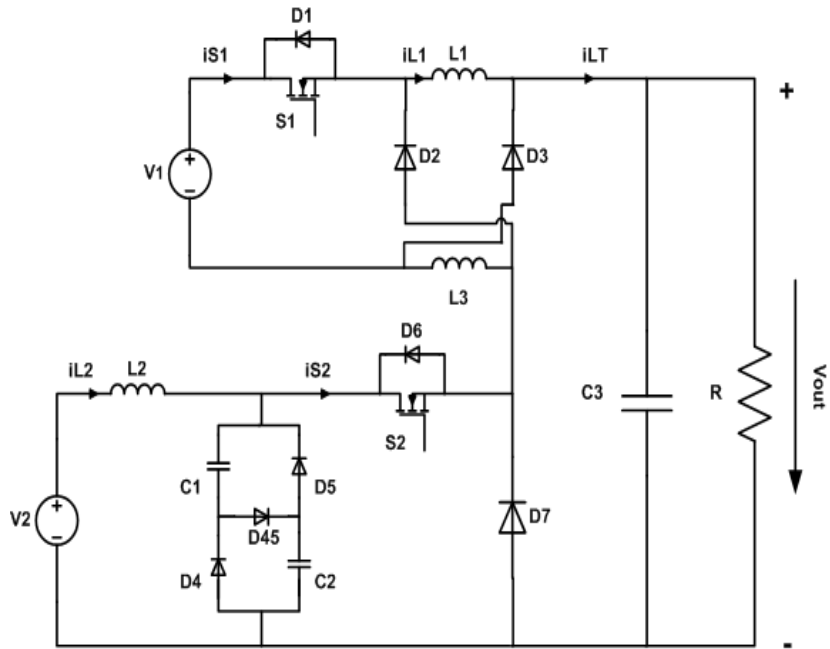 D1
iS1
iL1
L1
iLT
+
S1
V1
+
−
D2
D3
L3
D6
iL2
L2
iS2
S2
C3
R
Vout
C1
D5
V2
+
−
D45
D7
D4
C2
-